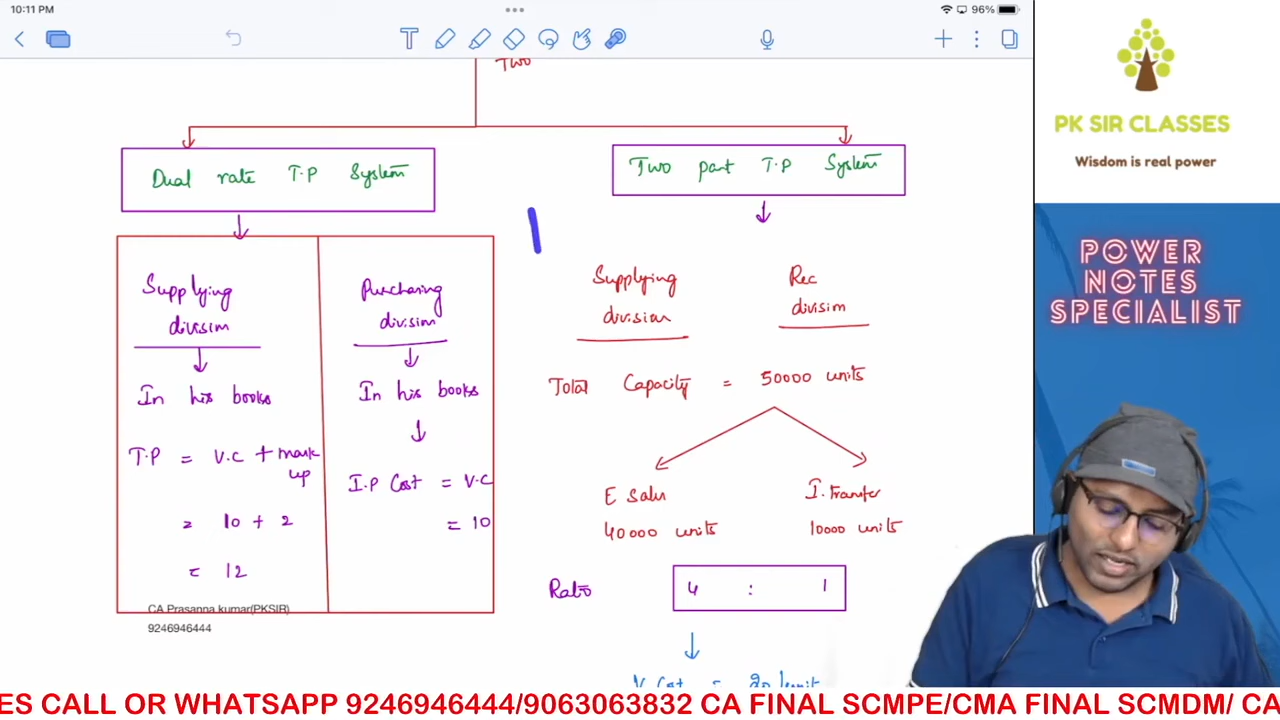 10:11 PM
96%
T
Two
Dual rate T.P System
Two part T.P System
Supplying division
In his books
T.P = V.C + mark up
= 10 + 2
= 12
Purchasing division
In his books
I.P Cost = V.C
= 10
Supplying division
Rec division
Total Capacity = 50000 units
E Sales
40000 units
I. transfer
10000 units
Ratio 4 : 1
CA Prasanna kumar(PKSIR)
9246946444
PK SIR CLASSES
Wisdom is real power
POWER
NOTES
SPECIALIST
ES CALL OR WHATSAPP 9246946444/9063063832 CA FINAL SCMPE/CMA FINAL SCMDM/ CA